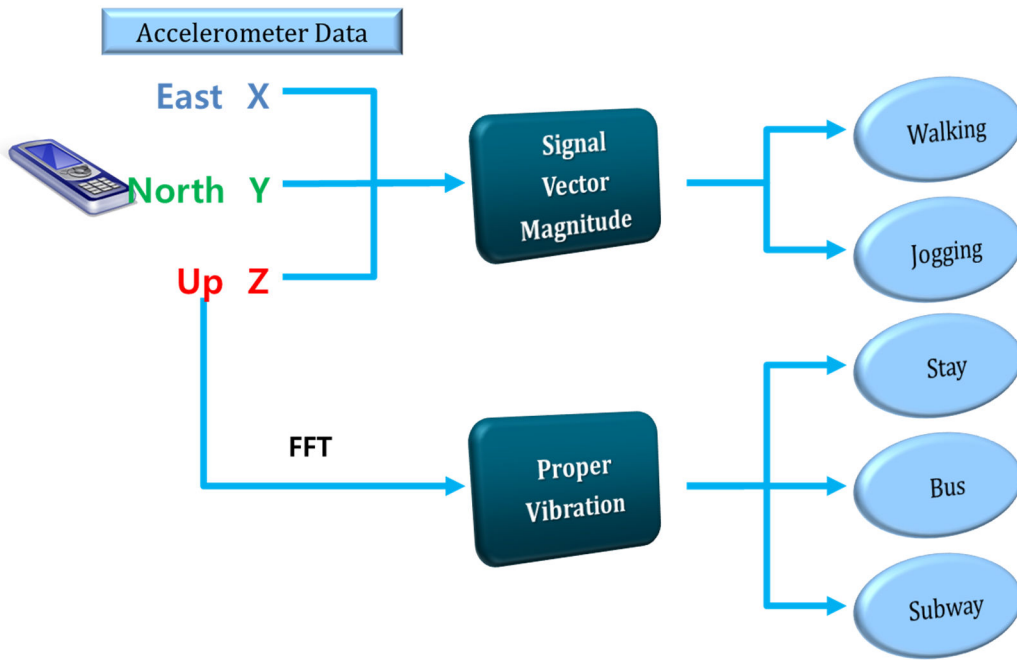 Accelerometer Data
East X
North Y
Up Z
FFT
Signal
Vector
Magnitude
Proper
Vibration
Walking
Jogging
Stay
Bus
Subway